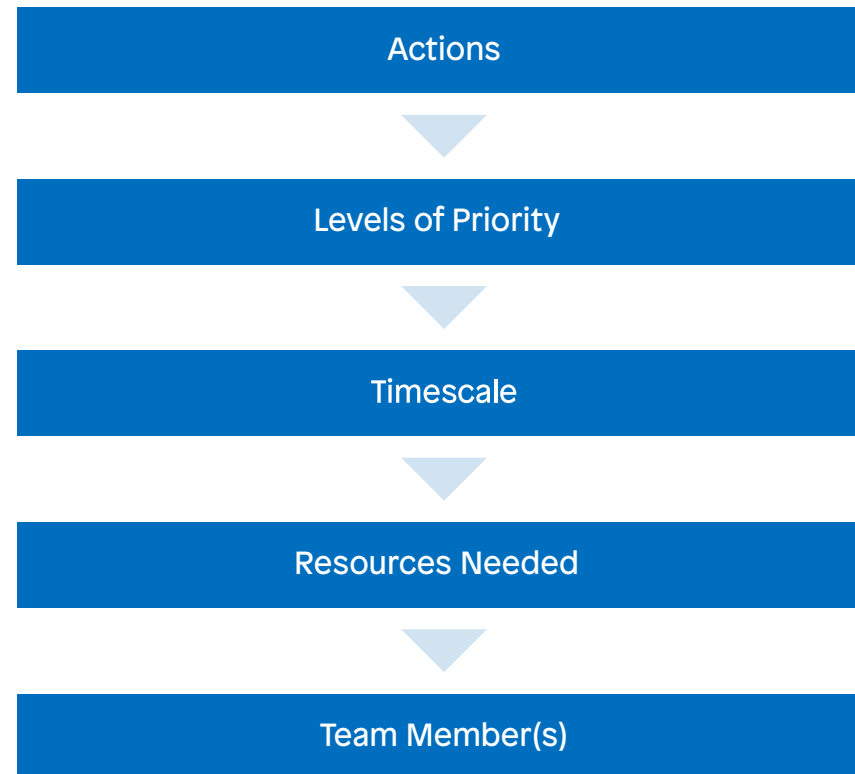 Actions
Levels of Priority
Timescale
Resources Needed
Team Member(s)